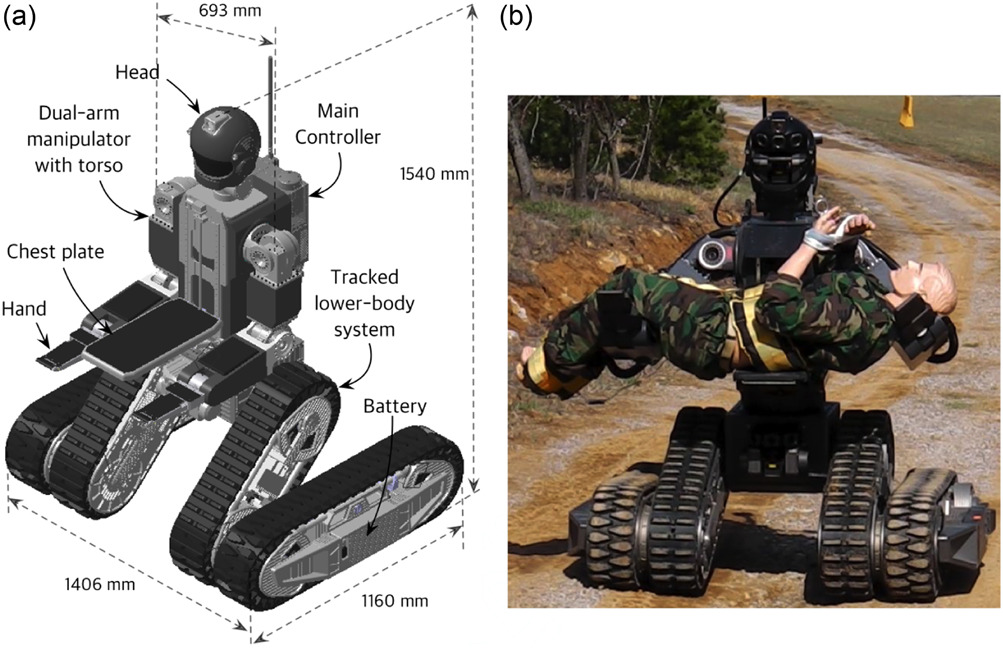 (a)
693 mm
(b)
Head
Dual-arm
manipulator
with torso
Main
Controller
1540 mm
Chest plate
Hand
Tracked
lower-body
system
Battery
1406 mm
1160 mm